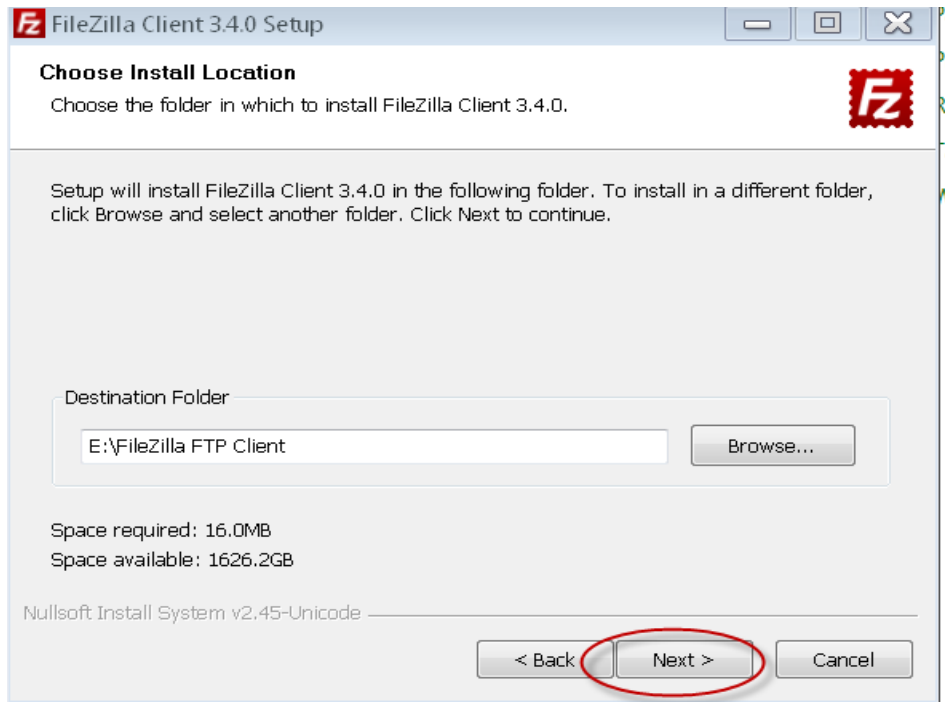 FileZilla Client 3.4.0 Setup
Choose Install Location
Choose the folder in which to install FileZilla Client 3.4.0.
Fz
Setup will install FileZilla Client 3.4.0 in the following folder. To install in a different folder,
click Browse and select another folder. Click Next to continue.
Destination Folder
E:\FileZilla FTP Client
Browse...
Space required: 16.0MB
Space available: 1626.2GB
Nullsoft Install System v2.45-Unicode
< Back
Next >
Cancel